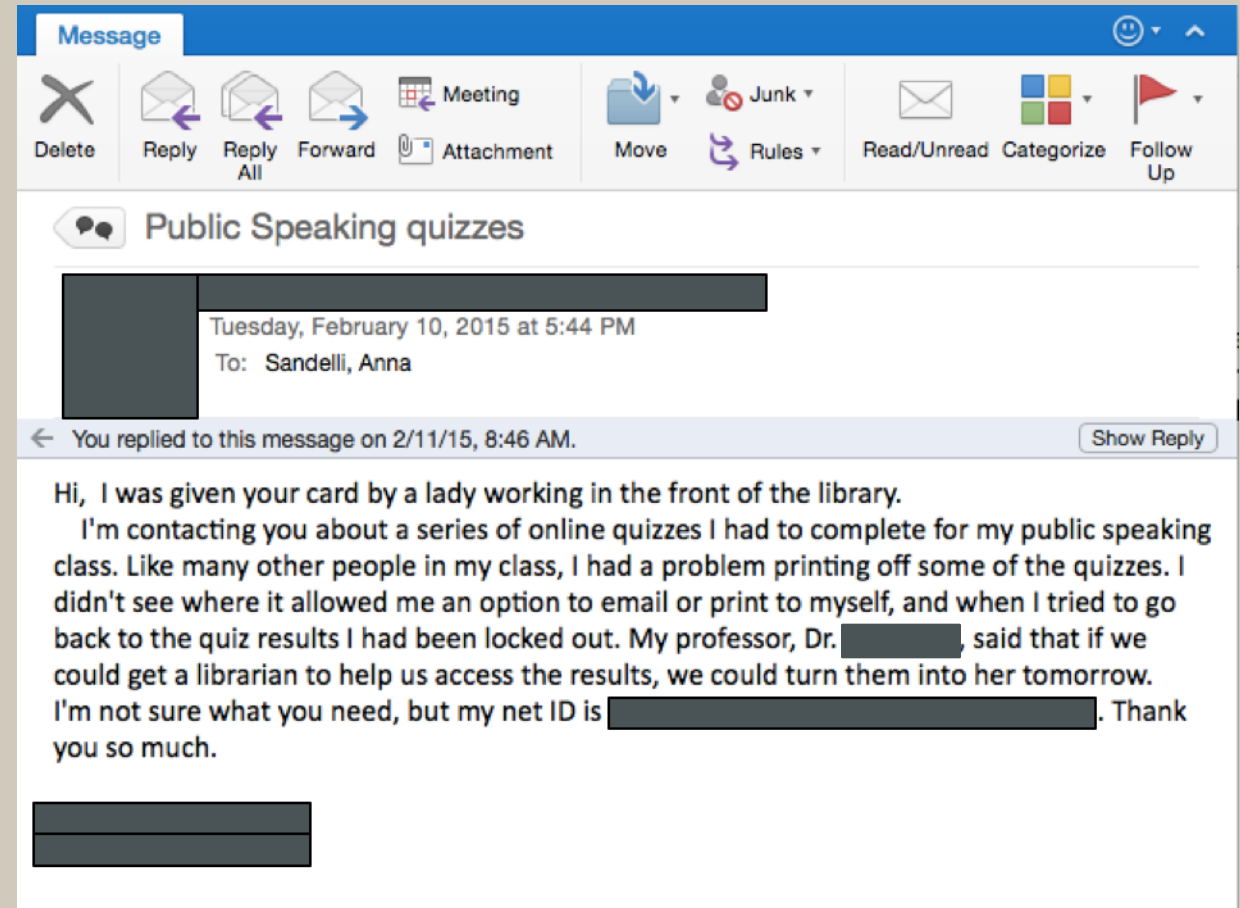 Message
Delete
Reply
Reply
All
Forward
Meeting
Attachment
Move
Junk
Rules
Read/Unread
Categorize
Follow
Up
Public Speaking quizzes
Tuesday, February 10, 2015 at 5:44 PM
To: Sandelli, Anna
You replied to this message on 2/11/15, 8:46 AM.
Show Reply
Hi, I was given your card by a lady working in the front of the library.
I'm contacting you about a series of online quizzes I had to complete for my public speaking
class. Like many other people in my class, I had a problem printing off some of the quizzes. I
didn't see where it allowed me an option to email or print to myself, and when I tried to go
back to the quiz results I had been locked out. My professor, Dr. , said that if we
could get a librarian to help us access the results, we could turn them into her tomorrow.
I'm not sure what you need, but my net ID is . Thank
you so much.